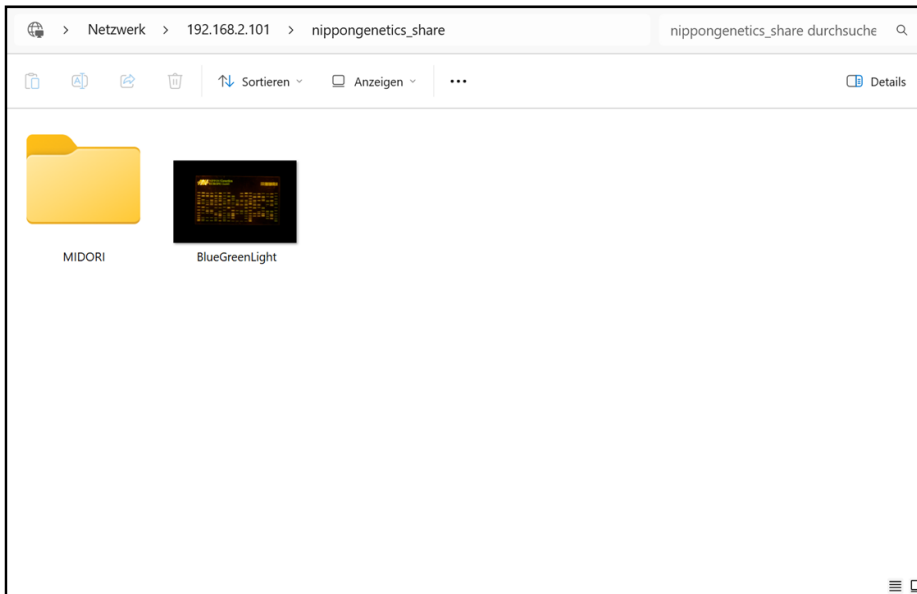 Netzwerk > 192.168.2.101 > nippongenetics_share
nippongenetics_share durchsuche
Sortieren
Anzeigen
Details
MIDORI
BlueGreenLight